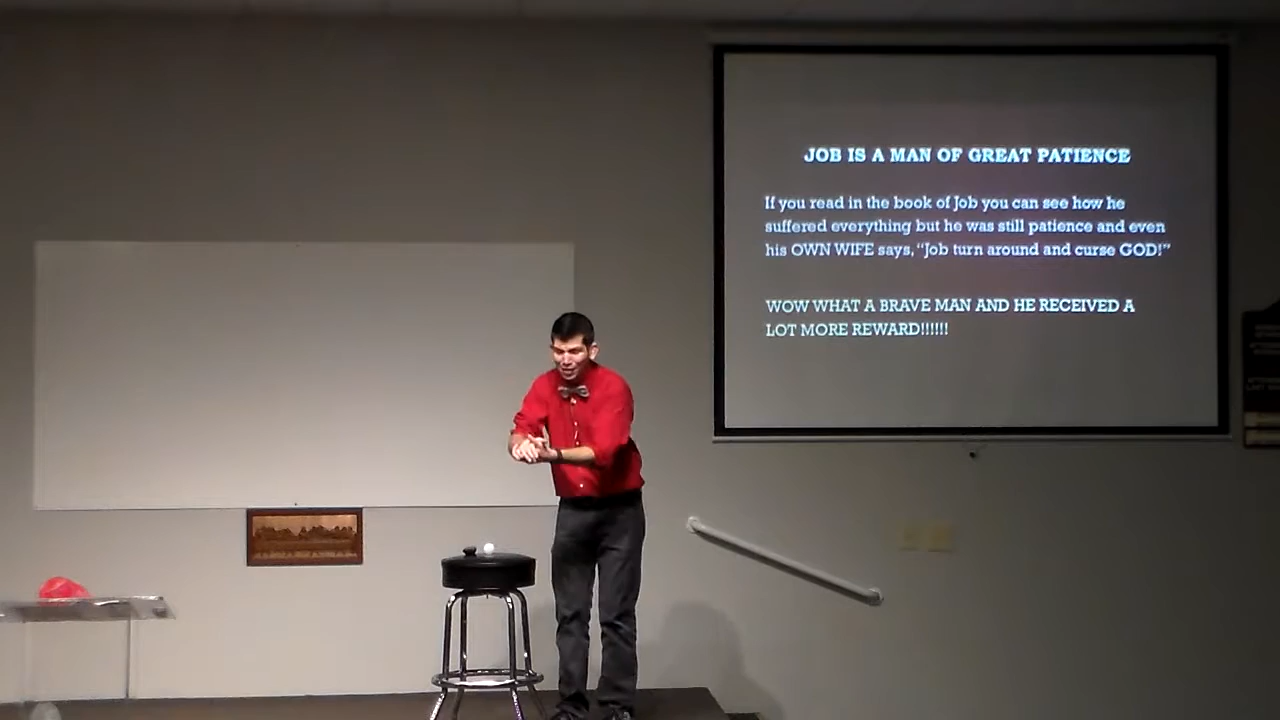 JOB IS A MAN OF GREAT PATIENCE
If you read in the book of Job you can see how he
suffered everything but he was still patience and even
his OWN WIFE says, “Job turn around and curse GOD!”
WOW WHAT A BRAVE MAN AND HE RECEIVED A
LOT MORE REWARD!!!!!!